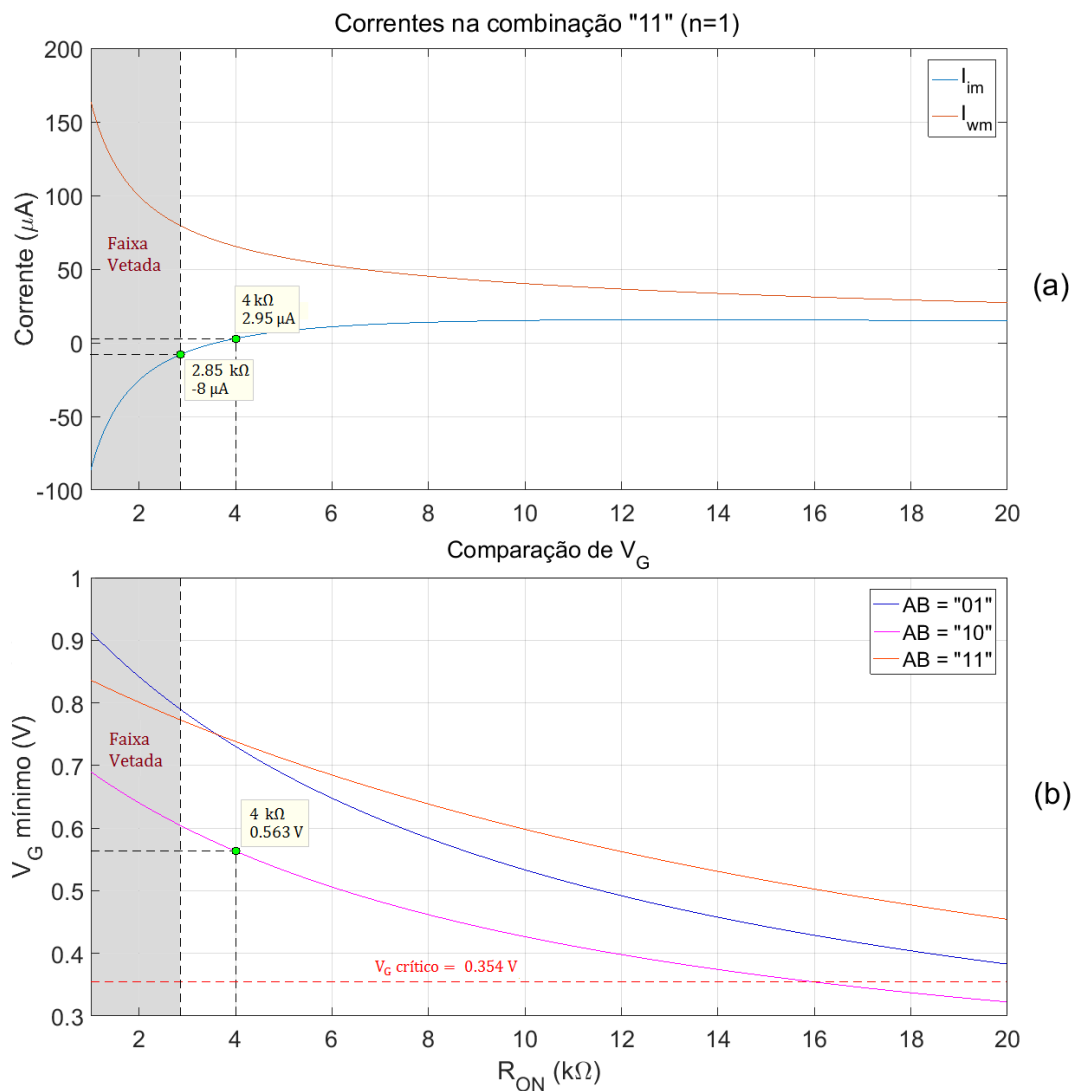 Correntes na combinação "11" (n=1)
200
150
100
50
0
-50
-100
Corrente (μA)
I_im
I_wm
Faixa
Vetada
4 kΩ
2.95 μA
2.85 kΩ
-8 μA
(a)
2 4 6 8 10 12 14 16 18 20
Comparação de V_G
1
0.9
0.8
0.7
0.6
0.5
0.4
0.3
V_G mínimo (V)
AB = "01"
AB = "10"
AB = "11"
Faixa
Vetada
4 kΩ
0.563 V
(b)
V_G crítico = 0.354 V
2 4 6 8 10 12 14 16 18 20
R_ON (kΩ)